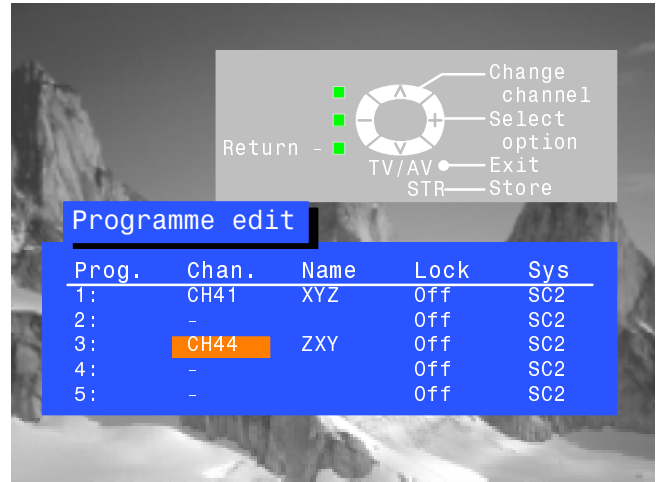 Change
channel
Select
option
Return -
TV/AV Exit
STR Store
Programme edit
Prog. Chan. Name Lock Sys
1: CH41 XYZ Off SC2
2: - Off SC2
3: CH44 ZXY Off SC2
4: - Off SC2
5: - Off SC2